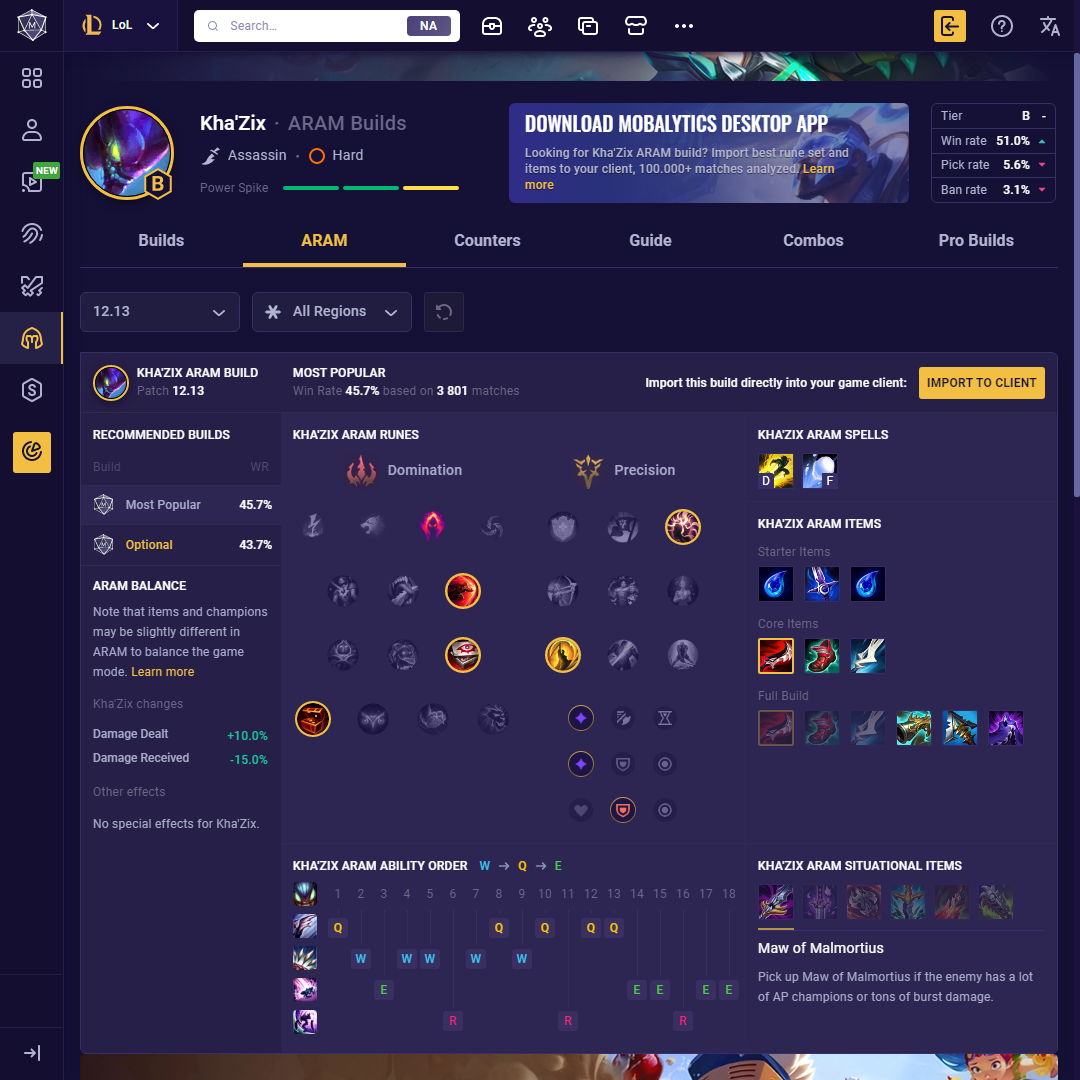 LoL
Search...
NA
NEW
Kha'Zix · ARAM Builds
Assassin · Hard
Power Spike
B
DOWNLOAD MOBALYTICS DESKTOP APP
Looking for Kha'Zix ARAM build? Import best rune set and
items to your client, 100.000+ matches analyzed. Learn
more
Tier B -
Win rate 51.0%
Pick rate 5.6%
Ban rate 3.1%
Builds ARAM Counters Guide Combos Pro Builds
12.13
All Regions
KHA'ZIX ARAM BUILD
Patch 12.13
MOST POPULAR
Win Rate 45.7% based on 3 801 matches
Import this build directly into your game client:
IMPORT TO CLIENT
RECOMMENDED BUILDS
Build WR
Most Popular 45.7%
Optional 43.7%
ARAM BALANCE
Note that items and champions
may be slightly different in
ARAM to balance the game
mode. Learn more
Kha'Zix changes
Damage Dealt +10.0%
Damage Received -15.0%
Other effects
No special effects for Kha'Zix.
KHA'ZIX ARAM RUNES
Domination Precision
KHA'ZIX ARAM SPELLS
D F
KHA'ZIX ARAM ITEMS
Starter Items
Core Items
Full Build
KHA'ZIX ARAM ABILITY ORDER W → Q → E
1 2 3 4 5 6 7 8 9 10 11 12 13 14 15 16 17 18
Q Q Q Q Q
W W W W W
E E E E E
R R R
KHA'ZIX ARAM SITUATIONAL ITEMS
Maw of Malmortius
Pick up Maw of Malmortius if the enemy has a lot
of AP champions or tons of burst damage.